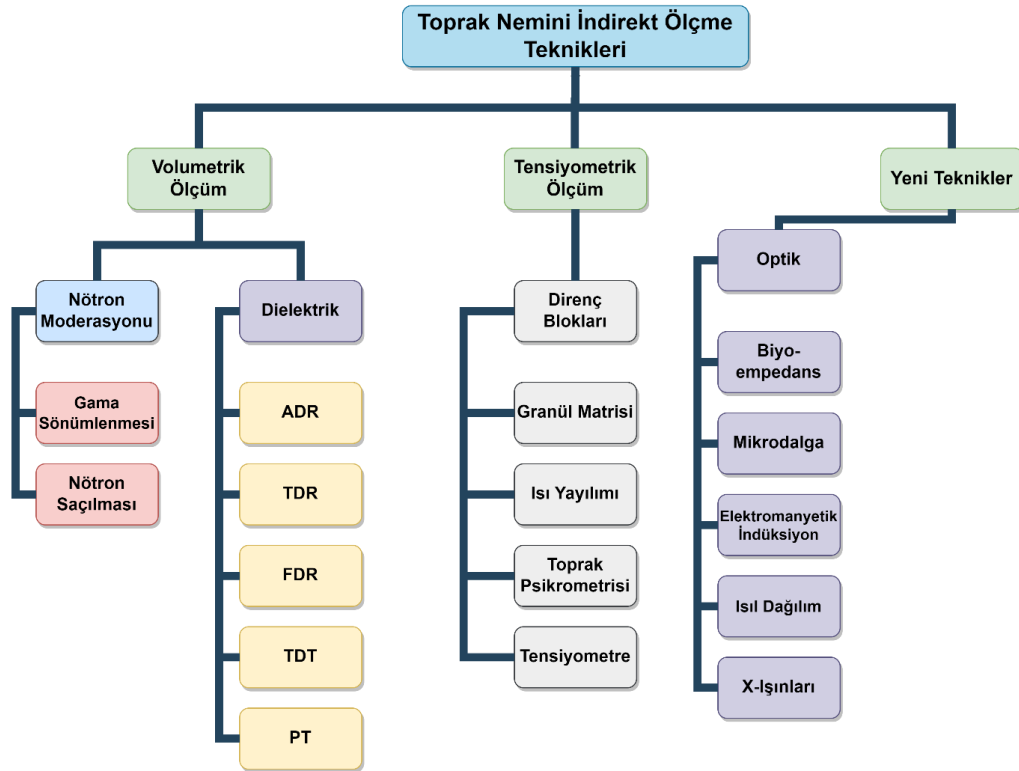 Toprak Nemini İndirekt Ölçme
Teknikleri
Volumetrik
Ölçüm
Tensiyometrik
Ölçüm
Yeni Teknikler
Nötron
Moderasyonu
Gama
Sönümlenmesi
Nötron
Saçılması
Dielektrik
ADR
TDR
FDR
TDT
PT
Direnç
Blokları
Granül Matrisi
Isı Yayılımı
Toprak
Psikrometrisi
Tensiyometre
Optik
Biyo-
empedans
Mikrodalga
Elektromanyetik
İndüksiyon
Isıl Dağılım
X-Işınları